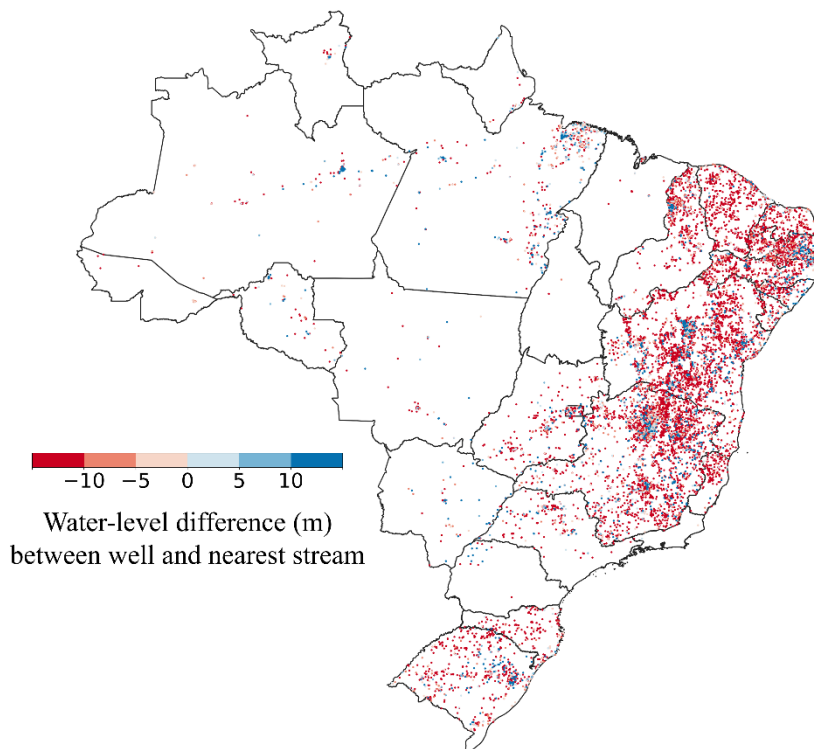 −10 −5 0 5 10
Water-level difference (m)
between well and nearest stream